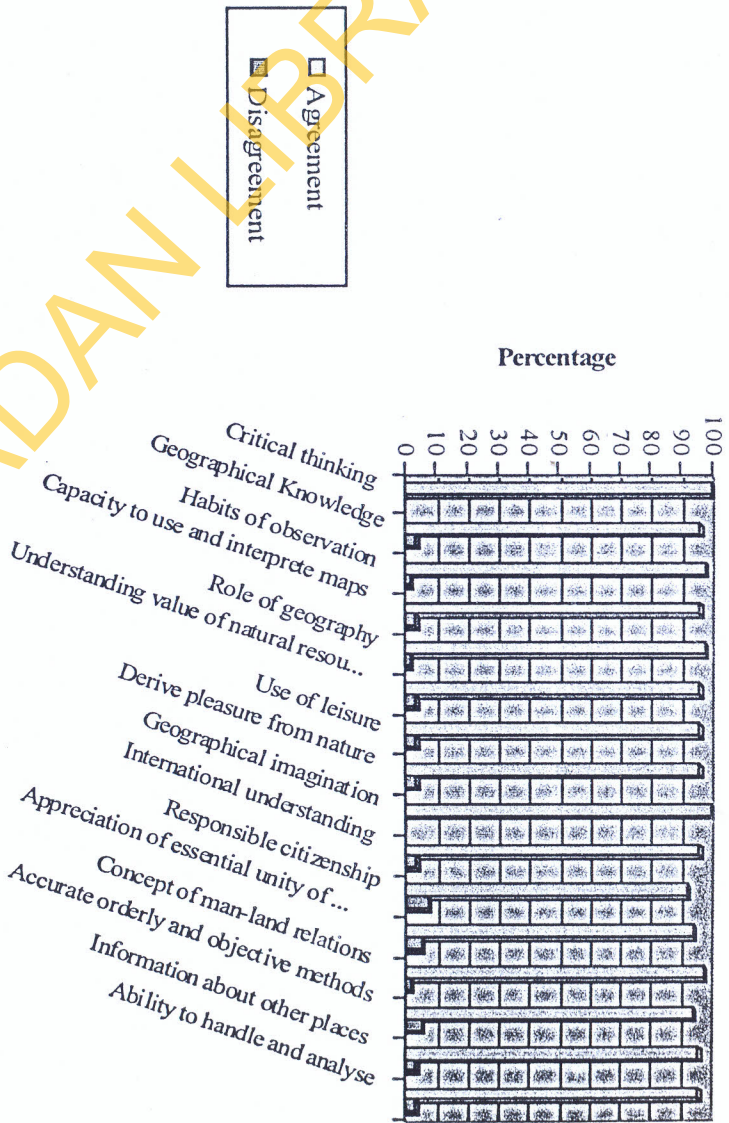 Agreement
Disagreement
Percentage
0
10
20
30
40
50
60
70
80
90
100
Critical thinking
Geographical Knowledge
Habits of observation
Capacity to use and interprete maps
Role of geography
Understanding value of natural resou...
Use of leisure
Derive pleasure from nature
Geographical imagination
International understanding
Responsible citizenship
Appreciation of essential unity of ...
Concept of man-land relations
Accurate orderly and objective methods
Information about other places
Ability to handle and analyse
DAN LIBRA